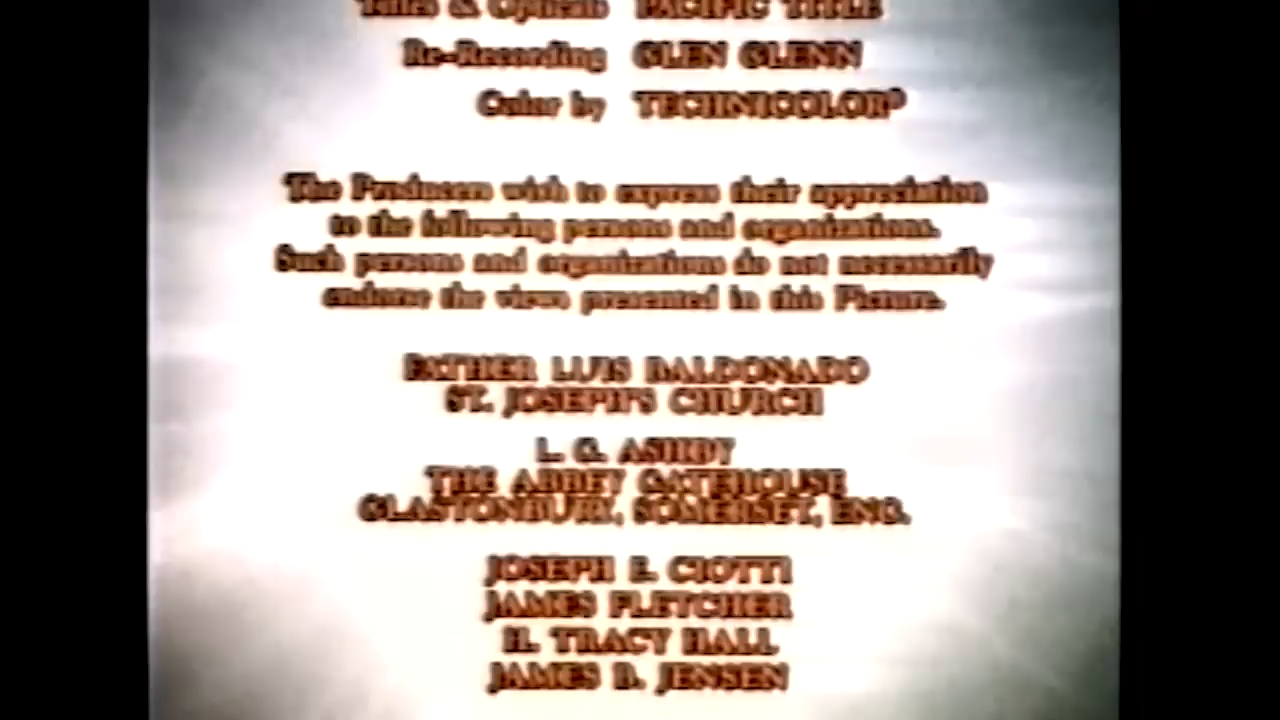 Titles & Opticals PACIFIC TITLE
Re-Recording GLEN GLENN
Color by TECHNICOLOR®
The Producers wish to express their appreciation
to the following persons and organizations.
Such persons and organizations do not necessarily
endorse the views presented in this Picture.
FATHER LUIS BALDONADO
ST. JOSEPH'S CHURCH
L. G. ASHBY
THE ABBEY GATEHOUSE
GLASTONBURY, SOMERSET, ENG.
JOSEPH E. CIOTTI
JAMES FLETCHER
H. TRACY HALL
JAMES B. JENSEN